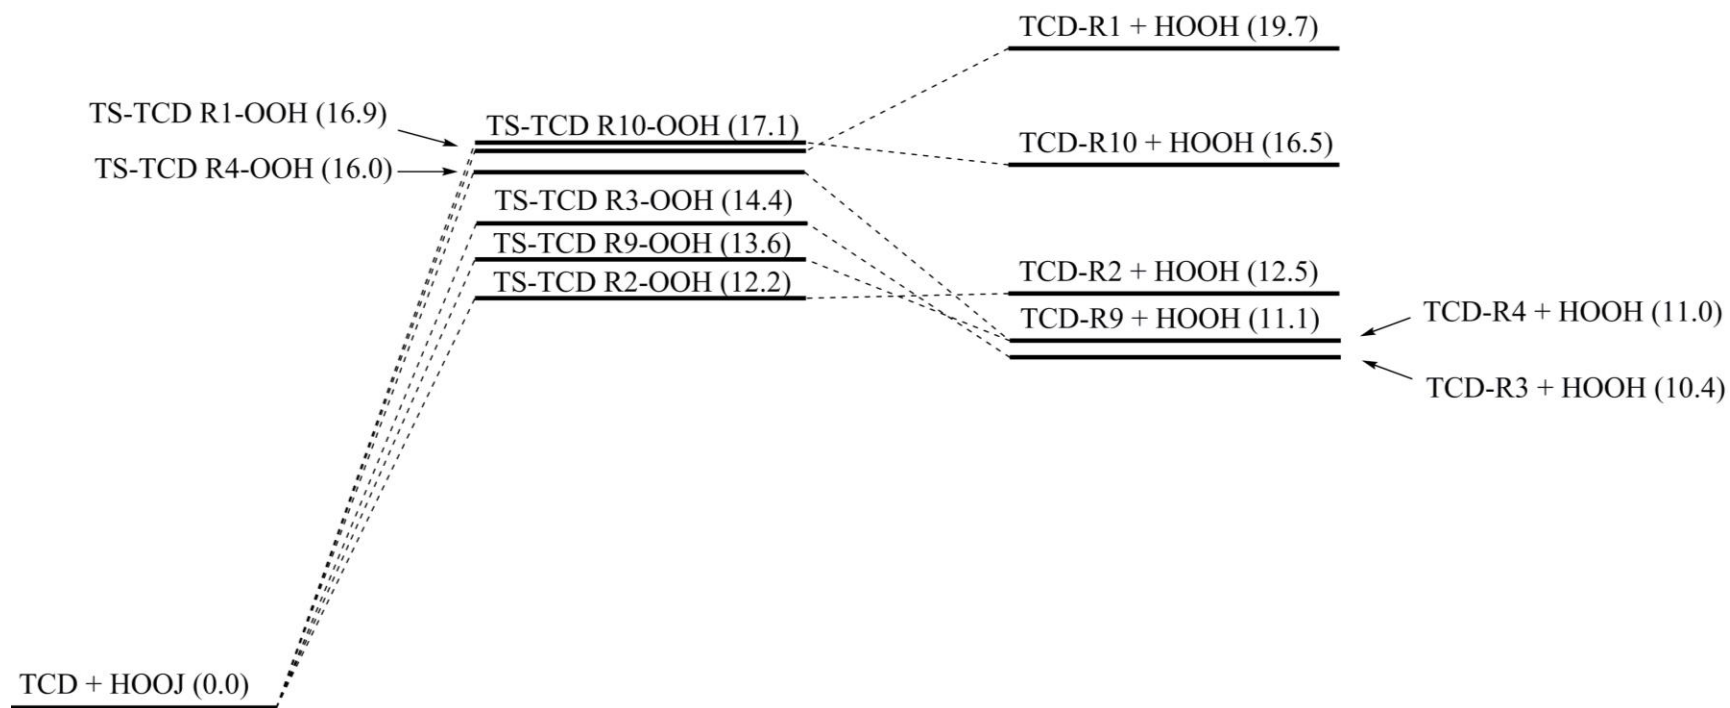 TCD-R1 + HOOH (19.7)
TS-TCD R1-OOH (16.9)
TS-TCD R10-OOH (17.1)
TCD-R10 + HOOH (16.5)
TS-TCD R4-OOH (16.0)
TS-TCD R3-OOH (14.4)
TS-TCD R9-OOH (13.6)
TS-TCD R2-OOH (12.2)
TCD-R2 + HOOH (12.5)
TCD-R9 + HOOH (11.1)
TCD-R4 + HOOH (11.0)
TCD-R3 + HOOH (10.4)
TCD + HOOJ (0.0)